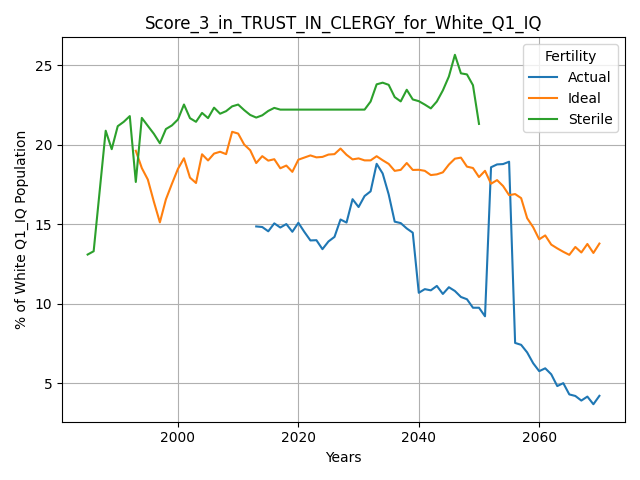 Score_3_in_TRUST_IN_CLERGY_for_White_Q1_IQ
Fertility
Actual
Ideal
Sterile
% of White Q1_IQ Population
25
20
15
10
5
2000
2020
2040
2060
Years